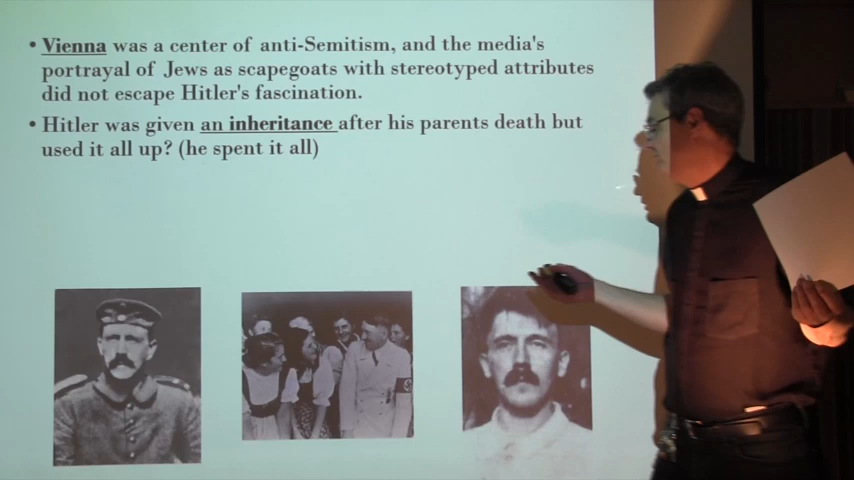 • Vienna was a center of anti-Semitism, and the media's
portrayal of Jews as scapegoats with stereotyped attributes
did not escape Hitler's fascination.
• Hitler was given an inheritance after his parents death but
used it all up? (he spent it all)